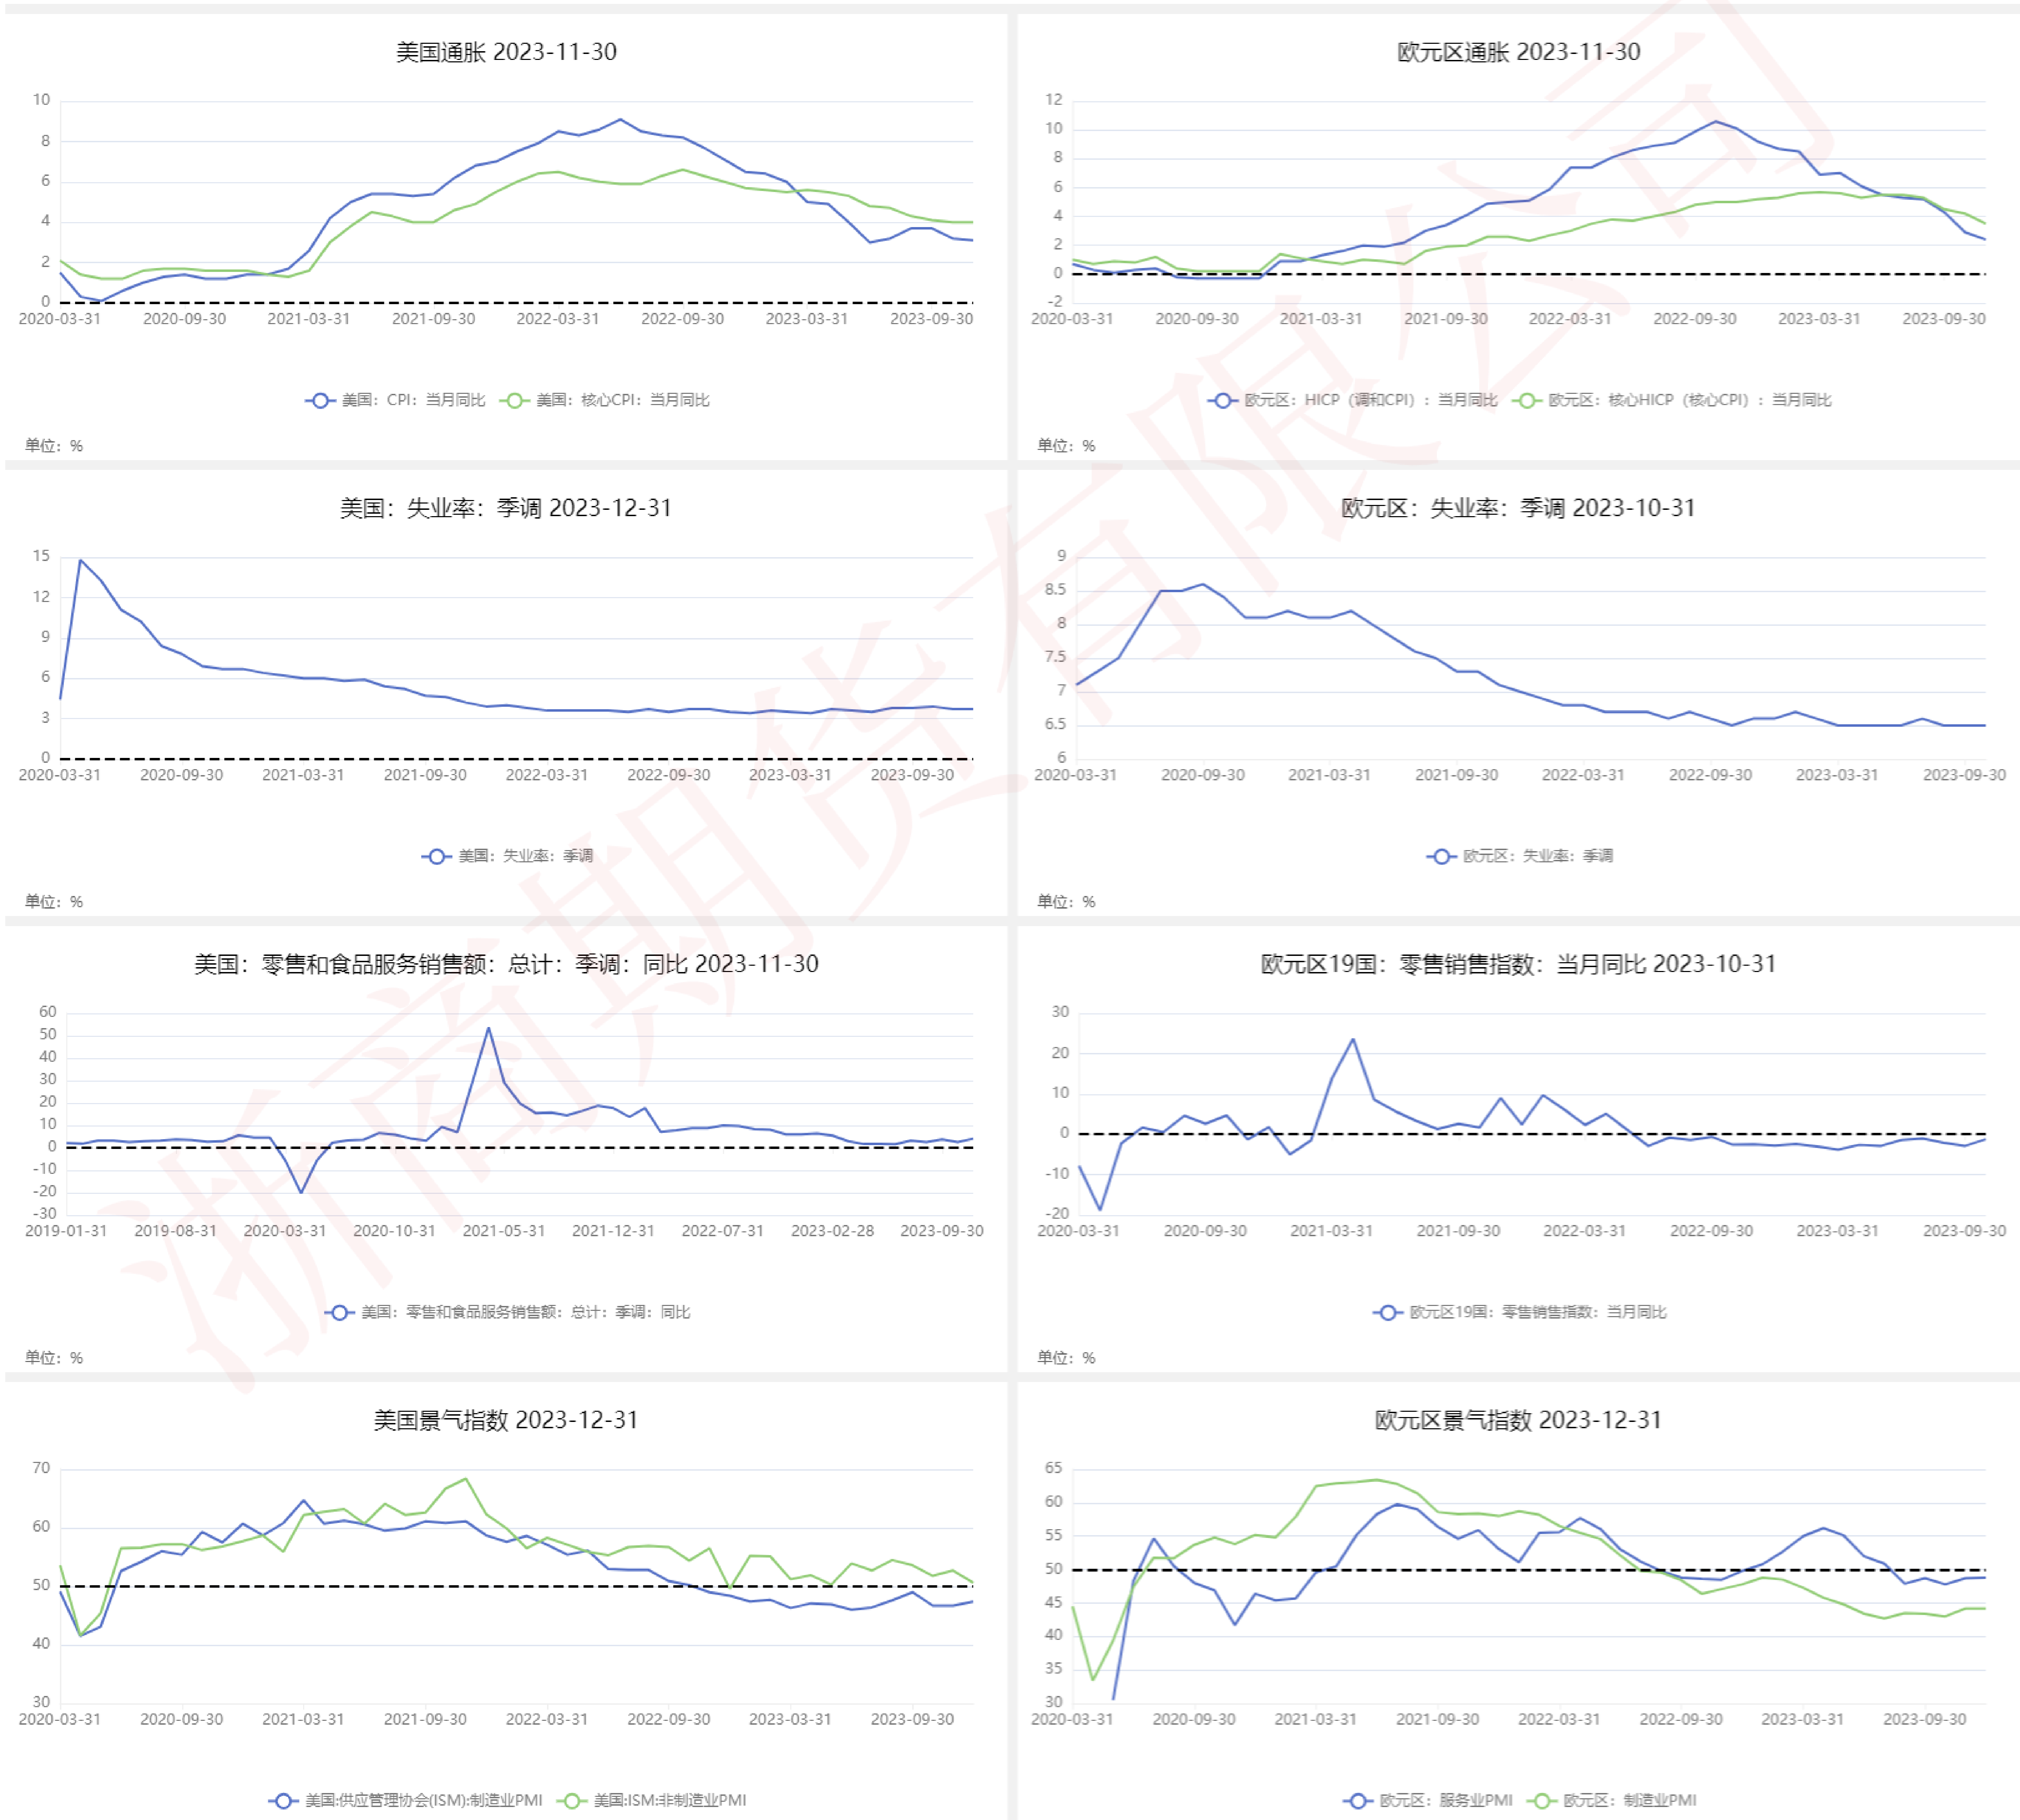 美国通胀 2023-11-30
10
8
6
4
2
0
2020-03-31 2020-09-30 2021-03-31 2021-09-30 2022-03-31 2022-09-30 2023-03-31 2023-09-30
美国：CPI：当月同比 美国：核心CPI：当月同比
单位：%
欧元区通胀 2023-11-30
12
10
8
6
4
2
0
-2
2020-03-31 2020-09-30 2021-03-31 2021-09-30 2022-03-31 2022-09-30 2023-03-31 2023-09-30
欧元区：HICP（调和CPI）：当月同比 欧元区：核心HICP（核心CPI）：当月同比
单位：%
美国：失业率：季调 2023-12-31
15
12
9
6
3
0
2020-03-31 2020-09-30 2021-03-31 2021-09-30 2022-03-31 2022-09-30 2023-03-31 2023-09-30
美国：失业率：季调
单位：%
欧元区：失业率：季调 2023-10-31
9
8.5
8
7.5
7
6.5
6
2020-03-31 2020-09-30 2021-03-31 2021-09-30 2022-03-31 2022-09-30 2023-03-31 2023-09-30
欧元区：失业率：季调
单位：%
美国：零售和食品服务销售额：总计：季调：同比 2023-11-30
60
50
40
30
20
10
0
-10
-20
-30
2019-01-31 2019-08-31 2020-03-31 2020-10-31 2021-05-31 2021-12-31 2022-07-31 2023-02-28 2023-09-30
美国：零售和食品服务销售额：总计：季调：同比
单位：%
欧元区19国：零售销售指数：当月同比 2023-10-31
30
20
10
0
-10
-20
2020-03-31 2020-09-30 2021-03-31 2021-09-30 2022-03-31 2022-09-30 2023-03-31 2023-09-30
欧元区19国：零售销售指数：当月同比
单位：%
美国景气指数 2023-12-31
70
60
50
40
30
2020-03-31 2020-09-30 2021-03-31 2021-09-30 2022-03-31 2022-09-30 2023-03-31 2023-09-30
美国:供应管理协会(ISM):制造业PMI 美国:ISM:非制造业PMI
欧元区景气指数 2023-12-31
65
60
55
50
45
40
35
30
2020-03-31 2020-09-30 2021-03-31 2021-09-30 2022-03-31 2022-09-30 2023-03-31 2023-09-30
欧元区：服务业PMI 欧元区：制造业PMI
浙商期货有限公司